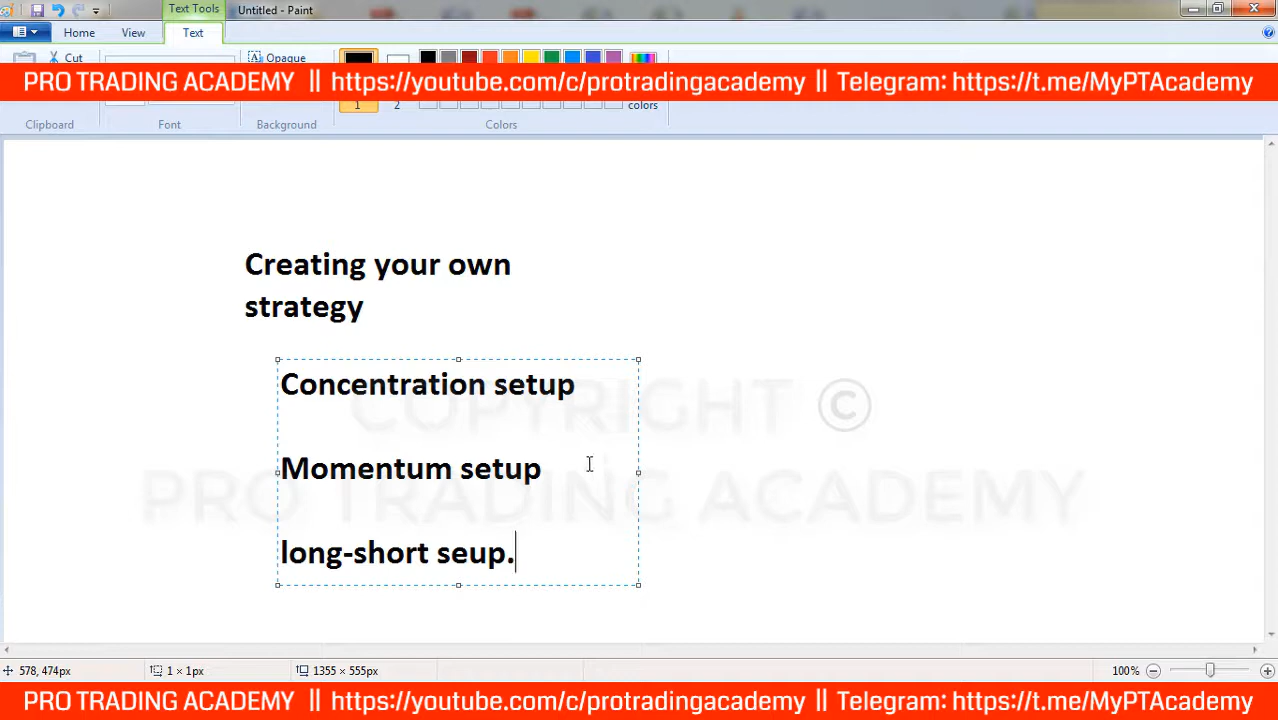 Text Tools
Untitled - Paint
Home
View
Text
Cut
Opaque
PRO TRADING ACADEMY || https://youtube.com/c/protradingacademy || Telegram: https://t.me/MyPTAcademy
1
2
colors
Clipboard
Font
Background
Colors
Creating your own
strategy
Concentration setup
COPYRIGHT ©
Momentum setup
PRO TRADING ACADEMY
long-short seup.
578, 474px
1 × 1px
1355 × 555px
100%
PRO TRADING ACADEMY || https://youtube.com/c/protradingacademy || Telegram: https://t.me/MyPTAcademy